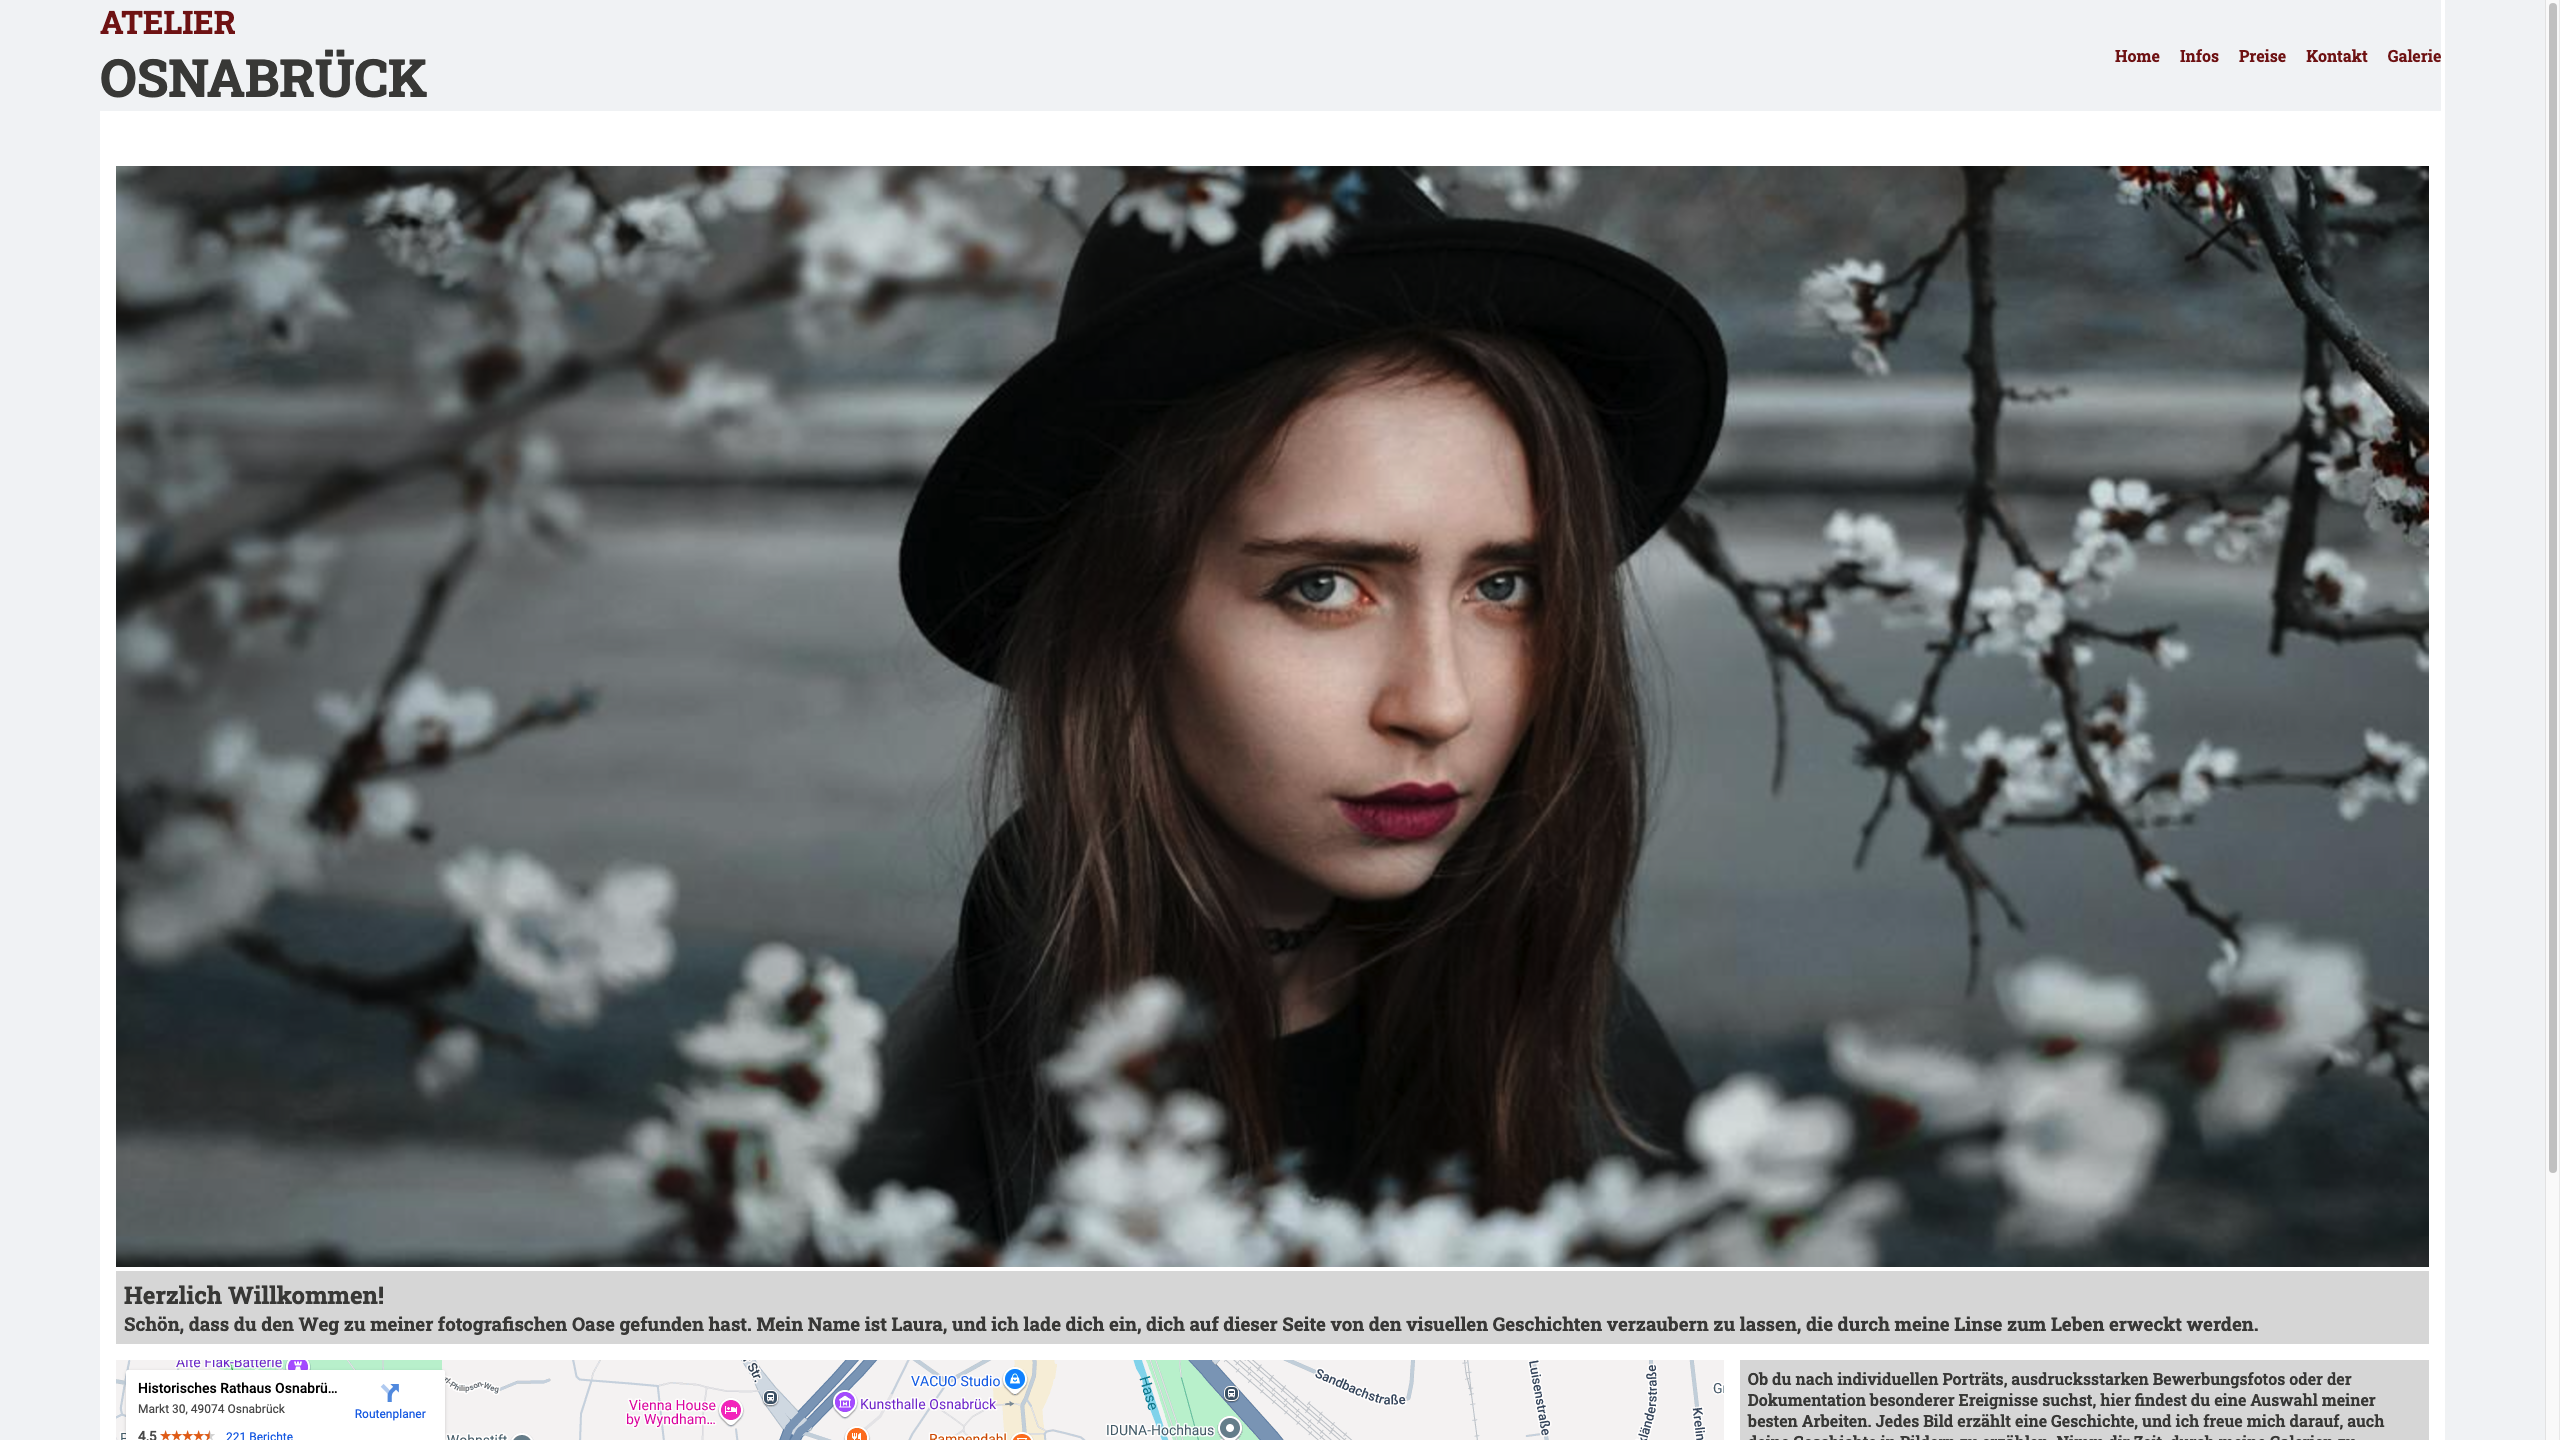 ATELIER
OSNABRÜCK
Home Infos Preise Kontakt Galerie
Herzlich Willkommen!
Schön, dass du den Weg zu meiner fotografischen Oase gefunden hast. Mein Name ist Laura, und ich lade dich ein, dich auf dieser Seite von den visuellen Geschichten verzaubern zu lassen, die durch meine Linse zum Leben erweckt werden.
Alte Flak-Batterie
Historisches Rathaus Osnabrü...
Markt 30, 49074 Osnabrück
Routenplaner
4,5
221 Berichte
Str.
Vienna House
by Wyndham...
VACUO Studio
Kunsthalle Osnabrück
Hase
Sandbachstraße
IDUNA-Hochhaus
Luisenstraße
Rampendahl
Wohnstift
Ob du nach individuellen Porträts, ausdrucksstarken Bewerbungsfotos oder der
Dokumentation besonderer Ereignisse suchst, hier findest du eine Auswahl meiner
besten Arbeiten. Jedes Bild erzählt eine Geschichte, und ich freue mich darauf, auch